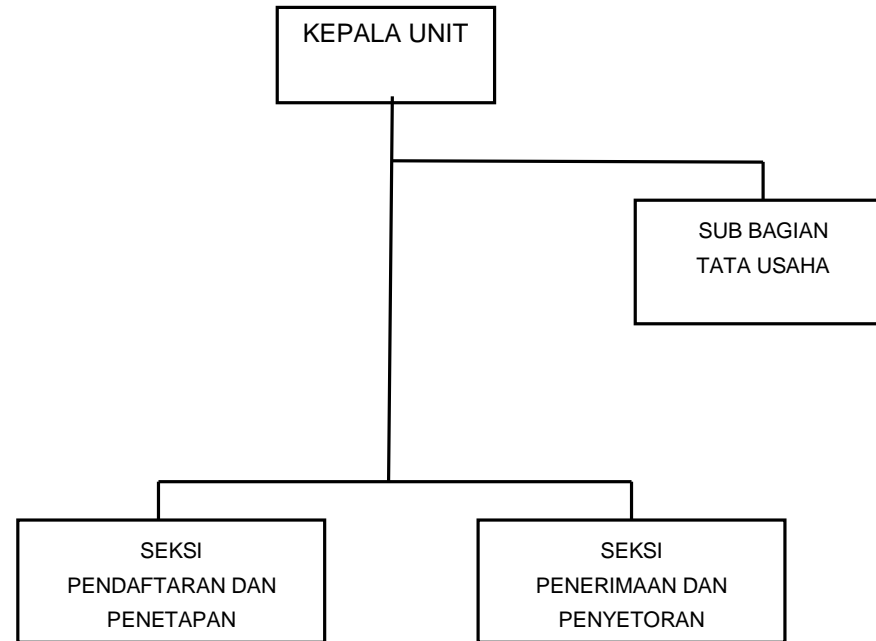 KEPALA UNIT
SUB BAGIAN
TATA USAHA
SEKSI
PENDAFTARAN DAN
PENETAPAN
SEKSI
PENERIMAAN DAN
PENYETORAN